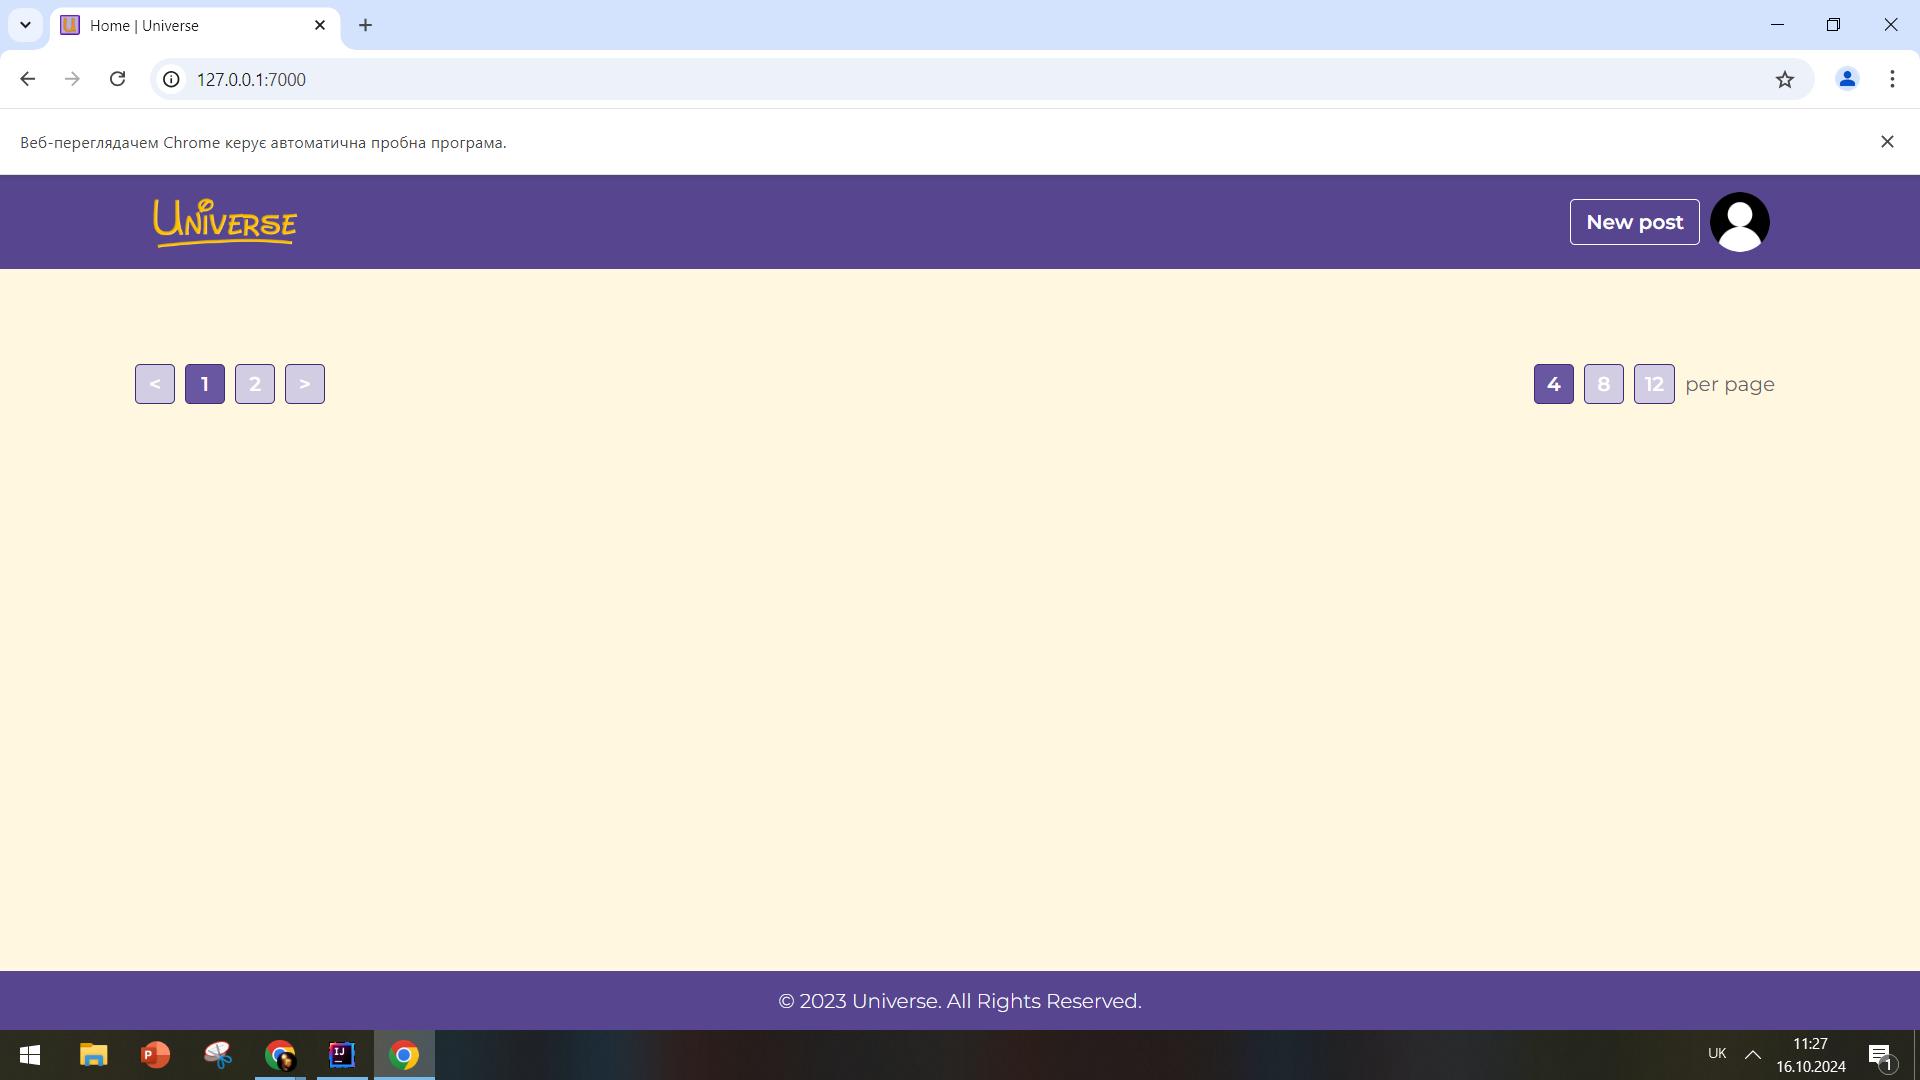 Home | Universe
127.0.0.1:7000
Веб-переглядачем Chrome керує автоматична пробна програма.
UNIVERSE
New post
< 1 2 >
4 8 12 per page
© 2023 Universe. All Rights Reserved.
UK
11:27
16.10.2024
1